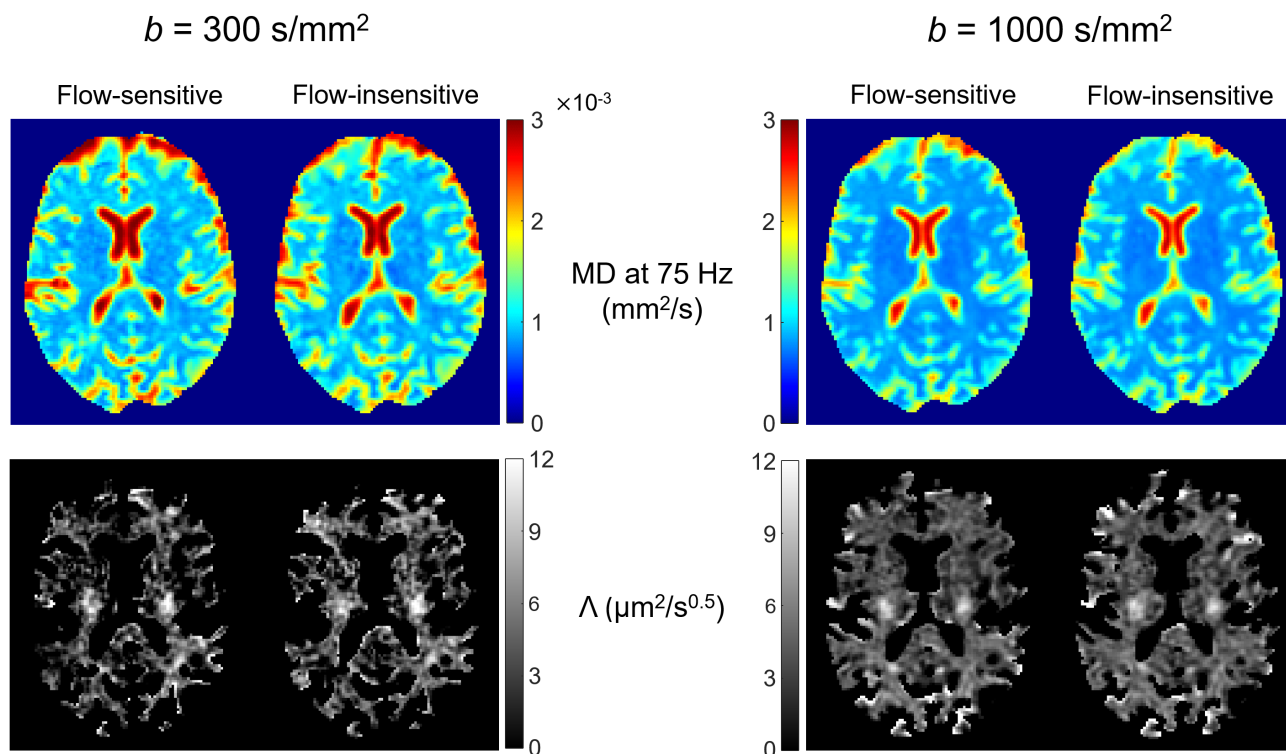 b = 300 s/mm²
b = 1000 s/mm²
Flow-sensitive
Flow-insensitive
×10⁻³
Flow-sensitive
Flow-insensitive
3
2
1
0
MD at 75 Hz
(mm²/s)
3
2
1
0
12
9
6
3
0
Λ (μm²/s⁰·⁵)
12
9
6
3
0